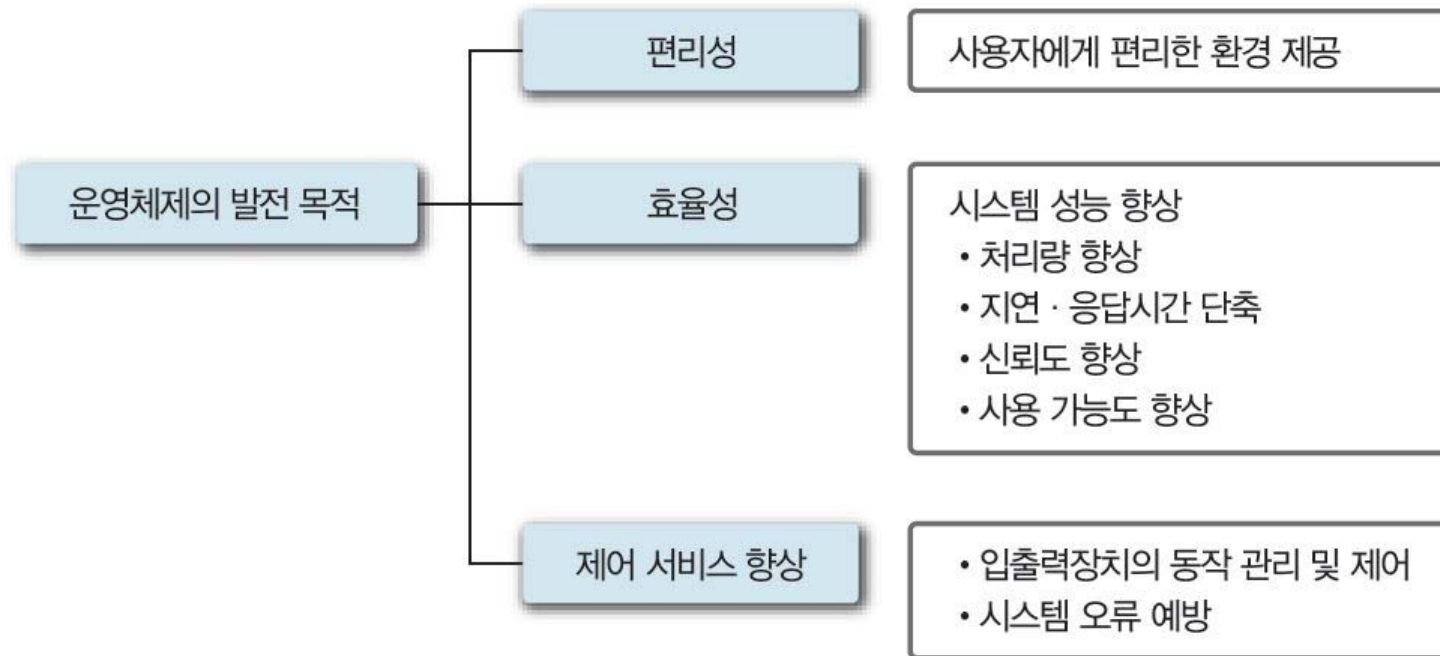 운영체제의 발전 목적
편리성
사용자에게 편리한 환경 제공
효율성
시스템 성능 향상
• 처리량 향상
• 지연 · 응답시간 단축
• 신뢰도 향상
• 사용 가능도 향상
제어 서비스 향상
• 입출력장치의 동작 관리 및 제어
• 시스템 오류 예방